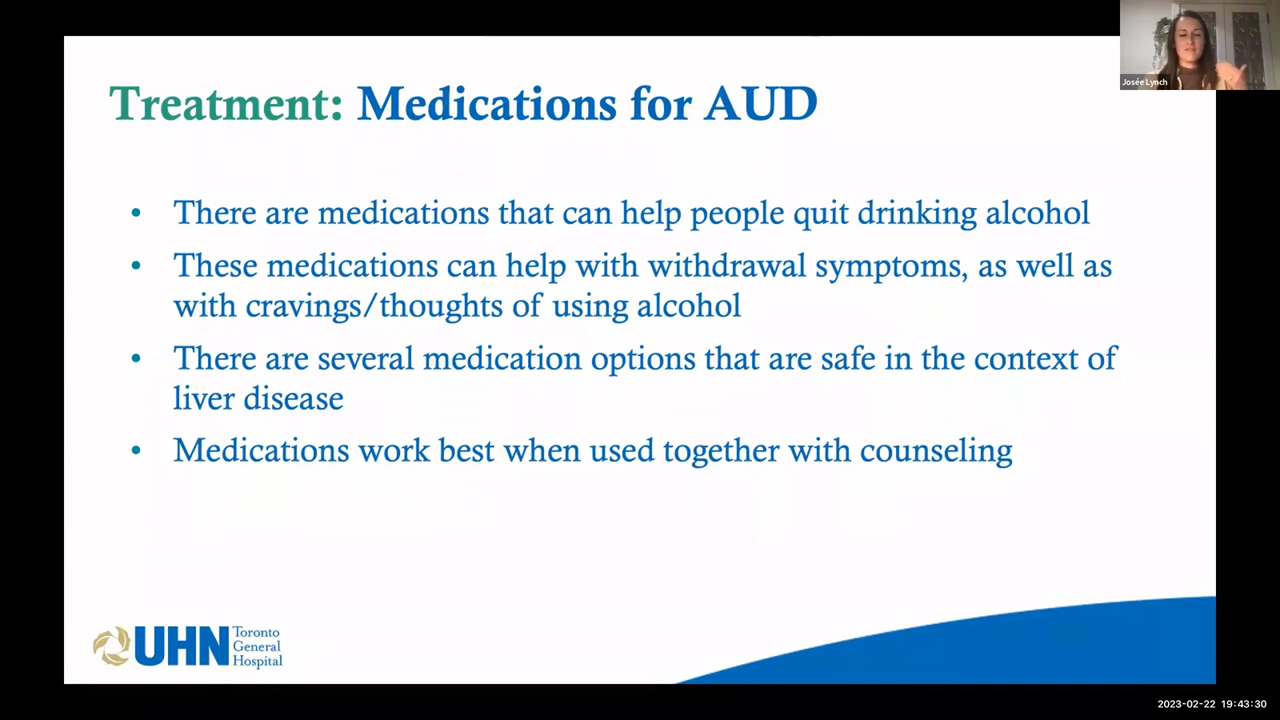 Josée Lynch
Treatment: Medications for AUD
• There are medications that can help people quit drinking alcohol
• These medications can help with withdrawal symptoms, as well as
with cravings/thoughts of using alcohol
• There are several medication options that are safe in the context of
liver disease
• Medications work best when used together with counseling
UHN
Toronto
General
Hospital
2023-02-22 19:43:30